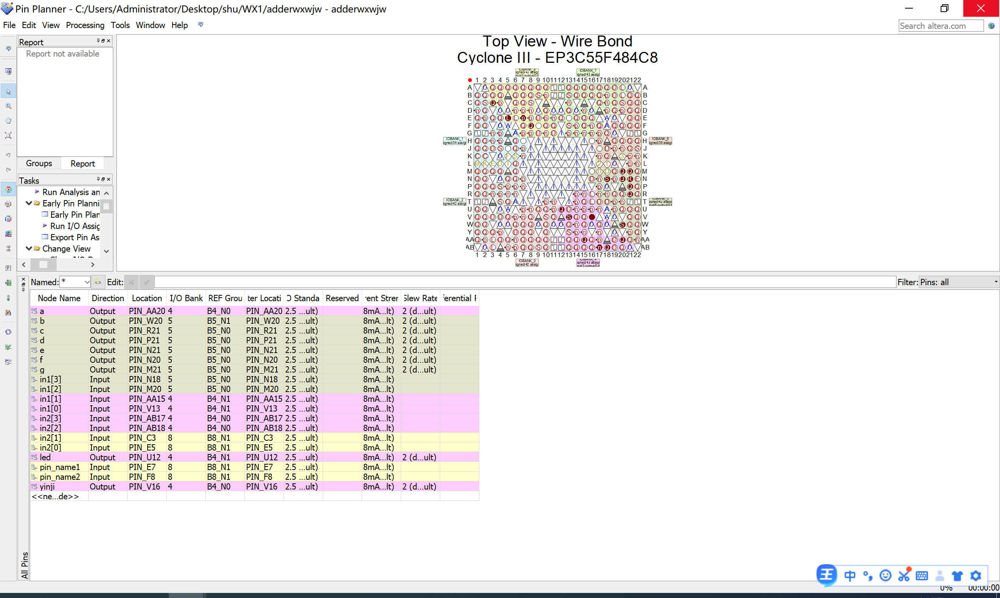 Pin Planner - C:/Users/Administrator/Desktop/shu/WX1/adderwxwjw - adderwxwjw
File Edit View Processing Tools Window Help
Search altera.com
Report
Report not available
Groups Report
Tasks
Run Analysis an
Early Pin Planni
Early Pin Plan
Run I/O Assig
Export Pin As
Change View
Top View - Wire Bond
Cyclone III - EP3C55F484C8
IOBANK_8
IOBANK_7
1 2 3 4 5 6 7 8 9 10 11 12 13 14 15 16 17 18 19 20 21 22
A A
B B
C C
D D
E E
F F
G G
IOBANK_1 H H IOBANK_6
J J
K K
L L
M M
N N
P P
R R
IOBANK_2 T T
U U
V V
W W
Y Y
AA AA
AB AB
1 2 3 4 5 6 7 8 9 10 11 12 13 14 15 16 17 18 19 20 21 22
IOBANK_3
IOBANK_4
Named: * Edit: Filter: Pins: all
Node Name Direction Location I/O Bank REF Grou ter Locati O Standa Reserved rent Stren Slew Rate ferential P
a Output PIN_AA20 4 B4_N0 PIN_AA20 2.5 ...ult) 8mA...lt) 2 (d...ult)
b Output PIN_W20 5 B5_N1 PIN_W20 2.5 ...ult) 8mA...lt) 2 (d...ult)
c Output PIN_R21 5 B5_N0 PIN_R21 2.5 ...ult) 8mA...lt) 2 (d...ult)
d Output PIN_P21 5 B5_N0 PIN_P21 2.5 ...ult) 8mA...lt) 2 (d...ult)
e Output PIN_N21 5 B5_N0 PIN_N21 2.5 ...ult) 8mA...lt) 2 (d...ult)
f Output PIN_N20 5 B5_N0 PIN_N20 2.5 ...ult) 8mA...lt) 2 (d...ult)
g Output PIN_M21 5 B5_N0 PIN_M21 2.5 ...ult) 8mA...lt) 2 (d...ult)
in1[3] Input PIN_N18 5 B5_N0 PIN_N18 2.5 ...ult) 8mA...lt)
in1[2] Input PIN_M20 5 B5_N0 PIN_M20 2.5 ...ult) 8mA...lt)
in1[1] Input PIN_AA15 4 B4_N1 PIN_AA15 2.5 ...ult) 8mA...lt)
in1[0] Input PIN_V13 4 B4_N1 PIN_V13 2.5 ...ult) 8mA...lt)
in2[3] Input PIN_AB17 4 B4_N0 PIN_AB17 2.5 ...ult) 8mA...lt)
in2[2] Input PIN_AB18 4 B4_N0 PIN_AB18 2.5 ...ult) 8mA...lt)
in2[1] Input PIN_C3 8 B8_N1 PIN_C3 2.5 ...ult) 8mA...lt)
in2[0] Input PIN_E5 8 B8_N1 PIN_E5 2.5 ...ult) 8mA...lt)
led Output PIN_U12 4 B4_N1 PIN_U12 2.5 ...ult) 8mA...lt) 2 (d...ult)
pin_name1 Input PIN_E7 8 B8_N1 PIN_E7 2.5 ...ult) 8mA...lt)
pin_name2 Input PIN_F8 8 B8_N1 PIN_F8 2.5 ...ult) 8mA...lt)
yinji Output PIN_V16 4 B4_N0 PIN_V16 2.5 ...ult) 8mA...lt) 2 (d...ult)
<<ne...de>>
All Pins
王 中
0% 00:00:00